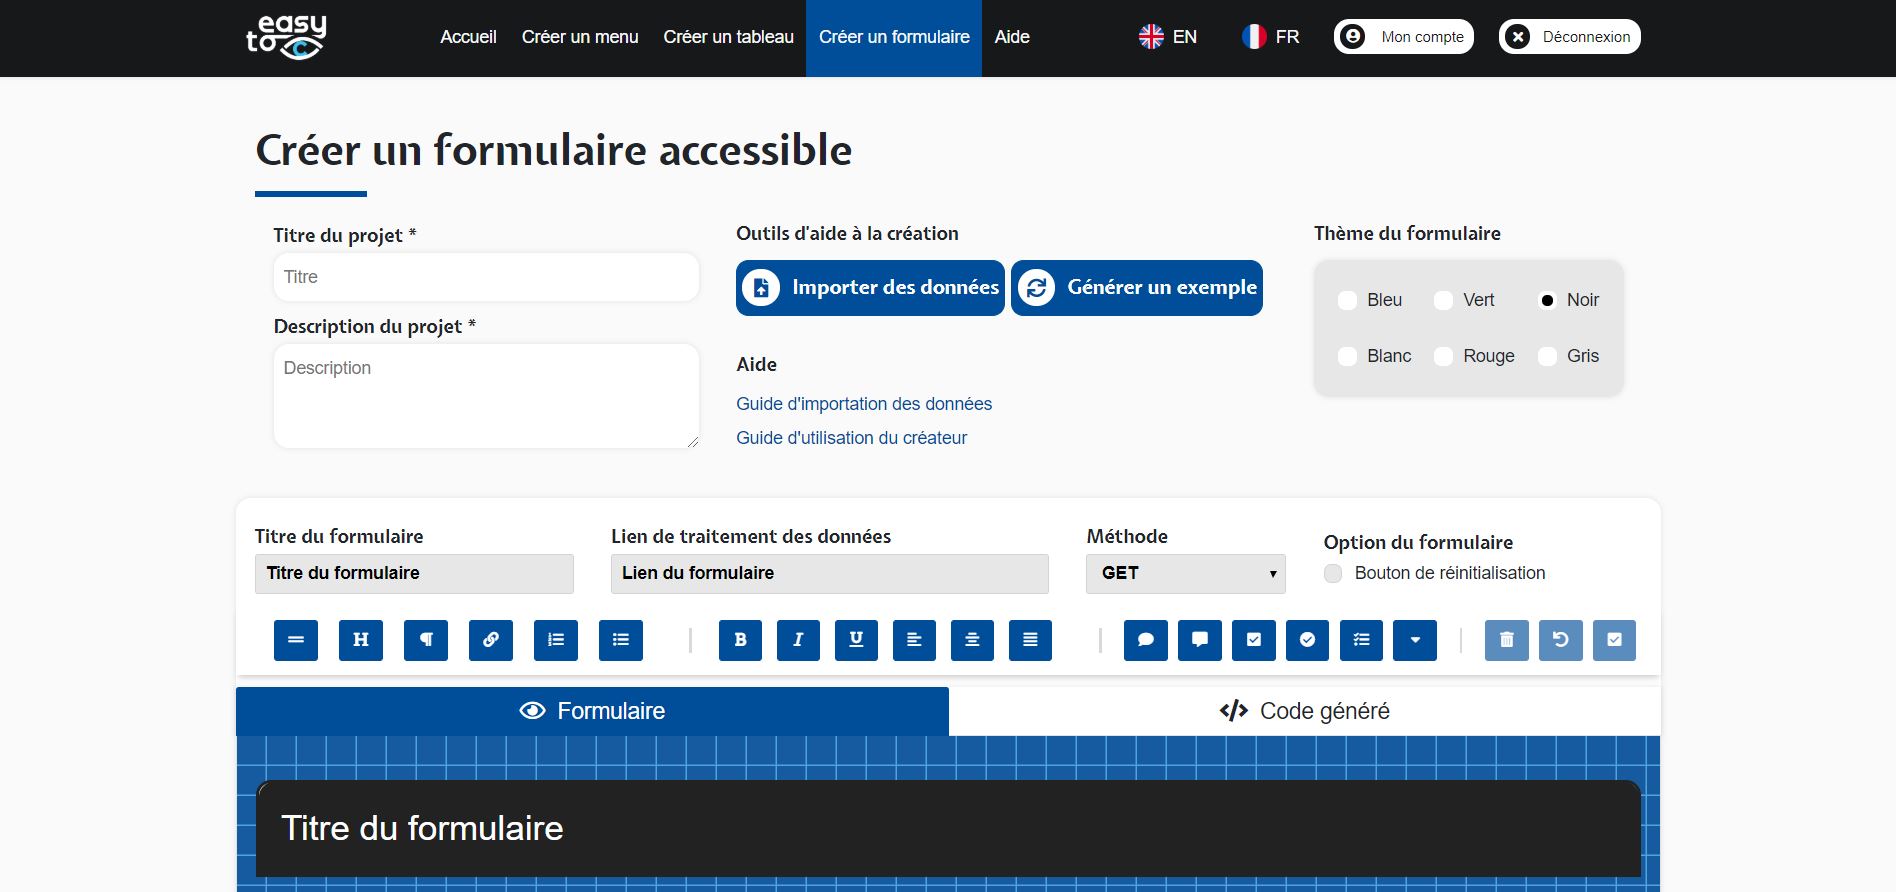 easy
to C
Accueil
Créer un menu
Créer un tableau
Créer un formulaire
Aide
EN
FR
Mon compte
Déconnexion
Créer un formulaire accessible
Titre du projet *
Titre
Description du projet *
Description
Outils d'aide à la création
Importer des données
Générer un exemple
Aide
Guide d'importation des données
Guide d'utilisation du créateur
Thème du formulaire
Bleu
Vert
Noir
Blanc
Rouge
Gris
Titre du formulaire
Titre du formulaire
Lien de traitement des données
Lien du formulaire
Méthode
GET
Option du formulaire
Bouton de réinitialisation
H
B
I
U
Formulaire
Code généré
Titre du formulaire